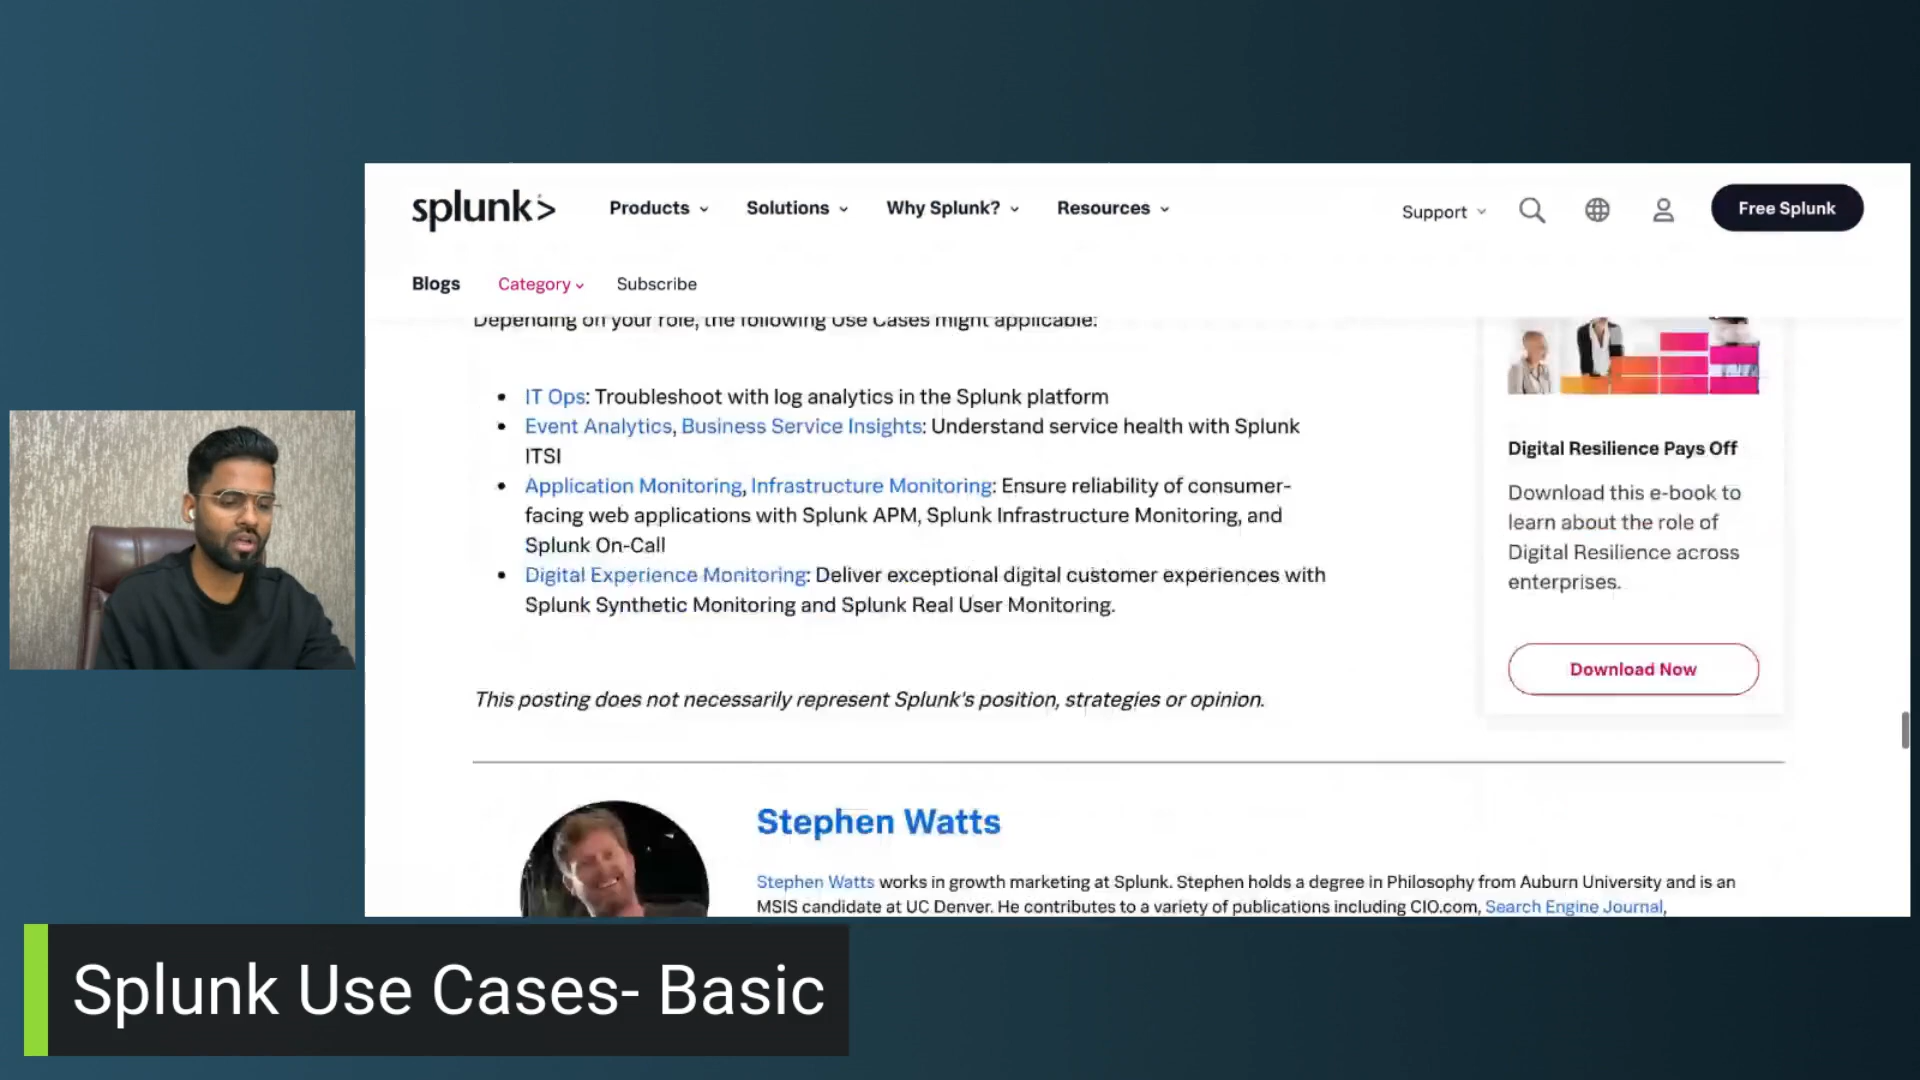 splunk>
Products
Solutions
Why Splunk?
Resources
Support
Free Splunk
Blogs
Category
Subscribe
Depending on your role, the following Use Cases might applicable:
• IT Ops: Troubleshoot with log analytics in the Splunk platform
• Event Analytics, Business Service Insights: Understand service health with Splunk
ITSI
• Application Monitoring, Infrastructure Monitoring: Ensure reliability of consumer-
facing web applications with Splunk APM, Splunk Infrastructure Monitoring, and
Splunk On-Call
• Digital Experience Monitoring: Deliver exceptional digital customer experiences with
Splunk Synthetic Monitoring and Splunk Real User Monitoring.
This posting does not necessarily represent Splunk's position, strategies or opinion.
Digital Resilience Pays Off
Download this e-book to
learn about the role of
Digital Resilience across
enterprises.
Download Now
Stephen Watts
Stephen Watts works in growth marketing at Splunk. Stephen holds a degree in Philosophy from Auburn University and is an
MSIS candidate at UC Denver. He contributes to a variety of publications including CIO.com, Search Engine Journal,
Splunk Use Cases- Basic